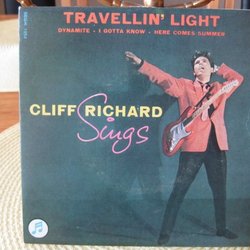 TRAVELLIN' LIGHT
DYNAMITE - I GOTTA KNOW - HERE COMES SUMMER
CLIFF RICHARD
Sings